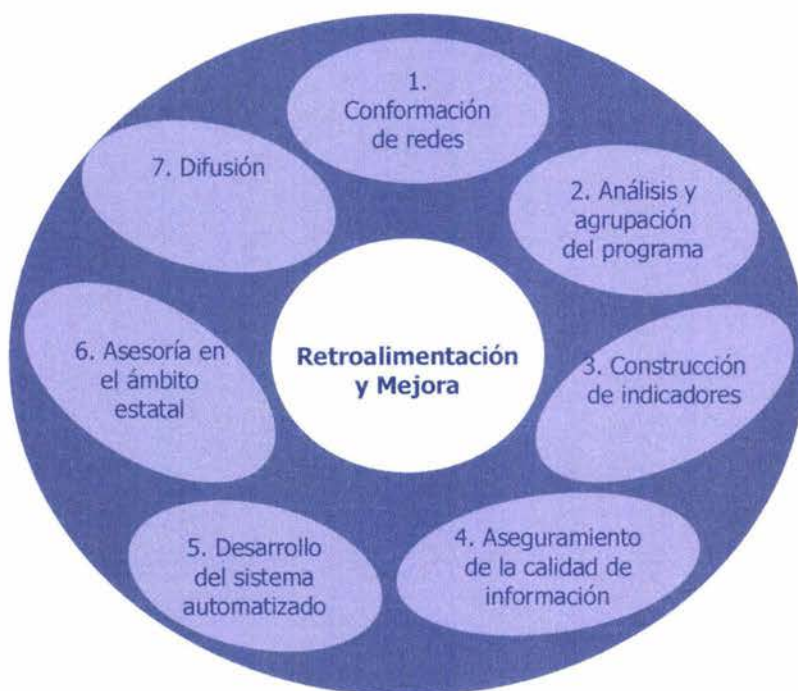 1.
Conformación
de redes
2. Análisis y
agrupación
del programa
3. Construcción
de indicadores
4. Aseguramiento
de la calidad de
información
5. Desarrollo
del sistema
automatizado
6. Asesoría en
el ámbito
estatal
7. Difusión
Retroalimentación
y Mejora